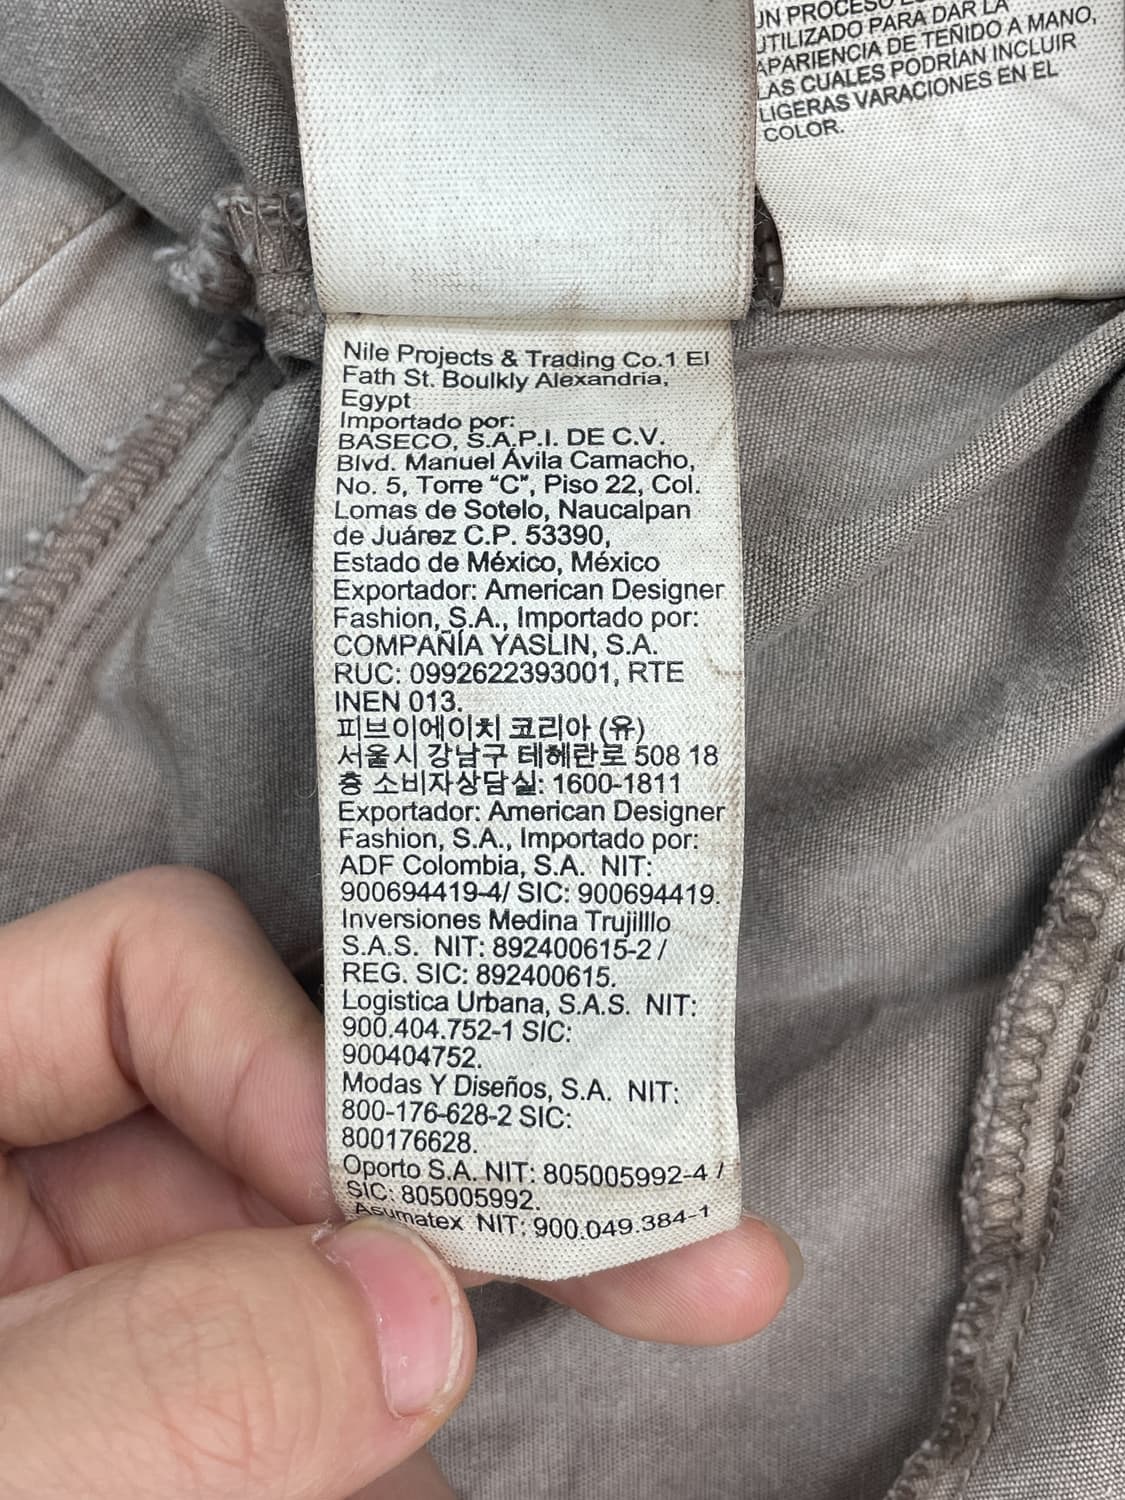 UN PROCESO
UTILIZADO PARA DAR LA
APARIENCIA DE TEÑIDO A MANO,
LAS CUALES PODRÍAN INCLUIR
LIGERAS VARIACIONES EN EL
COLOR.
Nile Projects & Trading Co.1 El
Fath St. Boulkly Alexandria,
Egypt
Importado por:
BASECO, S.A.P.I. DE C.V.
Blvd. Manuel Ávila Camacho,
No. 5, Torre “C”, Piso 22, Col.
Lomas de Sotelo, Naucalpan
de Juárez C.P. 53390,
Estado de México, México
Exportador: American Designer
Fashion, S.A., Importado por:
COMPAÑÍA YASLIN, S.A.
RUC: 0992622393001, RTE
INEN 013.
피브이에이치 코리아 (유)
서울시 강남구 테헤란로 508 18
층 소비자상담실: 1600-1811
Exportador: American Designer
Fashion, S.A., Importado por:
ADF Colombia, S.A. NIT:
900694419-4/ SIC: 900694419.
Inversiones Medina Trujilllo
S.A.S. NIT: 892400615-2 /
REG. SIC: 892400615.
Logistica Urbana, S.A.S. NIT:
900.404.752-1 SIC:
900404752.
Modas Y Diseños, S.A. NIT:
800-176-628-2 SIC:
800176628.
Oporto S.A. NIT: 805005992-4 /
SIC: 805005992.
Asumatex NIT: 900.049.384-1